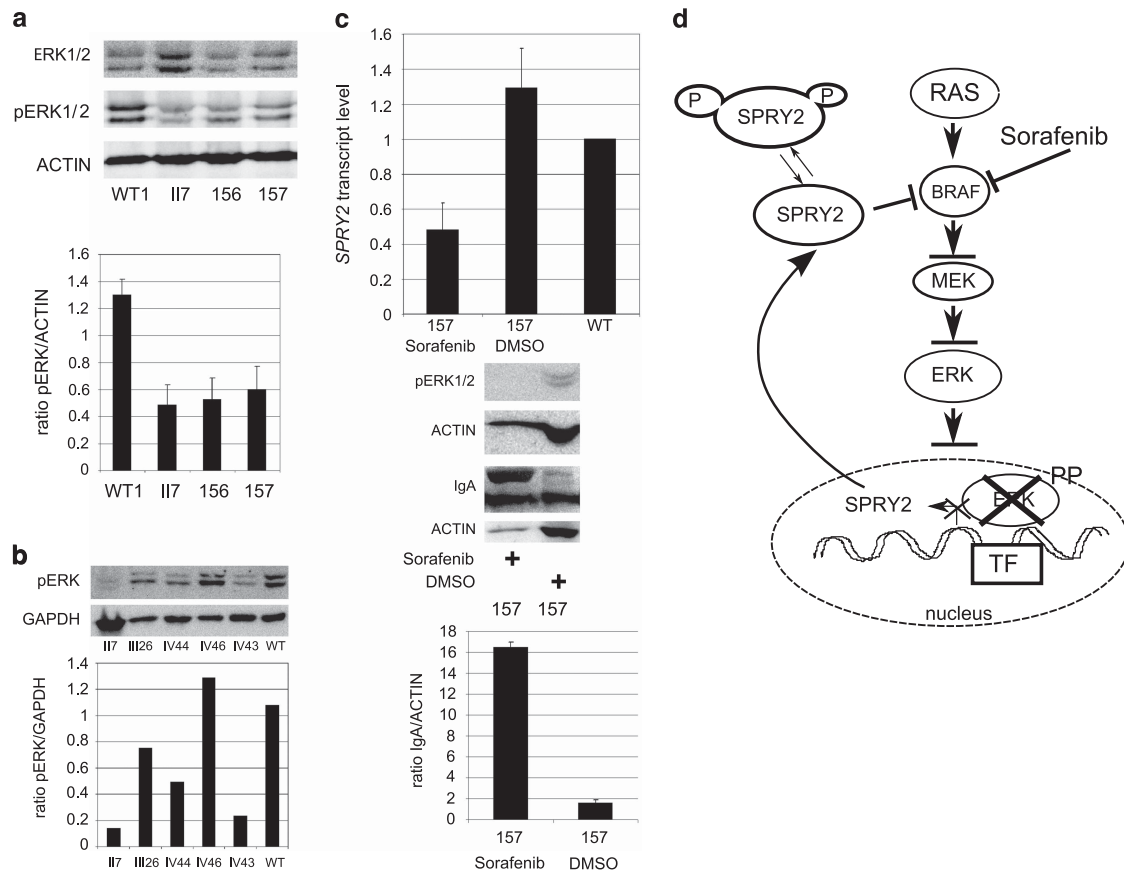 a
ERK1/2
pERK1/2
ACTIN
WT1 II7 156 157
ratio pERK/ACTIN
1.6
1.4
1.2
1
0.8
0.6
0.4
0.2
0
WT1 II7 156 157
b
pERK
GAPDH
II7 III26 IV44 IV46 IV43 WT
ratio pERK/GAPDH
1.4
1.2
1
0.8
0.6
0.4
0.2
0
II7 III26 IV44 IV46 IV43 WT
c
SPRY2 transcript level
1.6
1.4
1.2
1
0.8
0.6
0.4
0.2
0
157 157 WT
Sorafenib DMSO
pERK1/2
ACTIN
IgA
ACTIN
Sorafenib +
DMSO +
157 157
ratio IgA/ACTIN
18
16
14
12
10
8
6
4
2
0
157 157
Sorafenib DMSO
d
P
P
SPRY2
RAS
Sorafenib
SPRY2
BRAF
MEK
ERK
PP
SPRY2
ERK
TF
nucleus